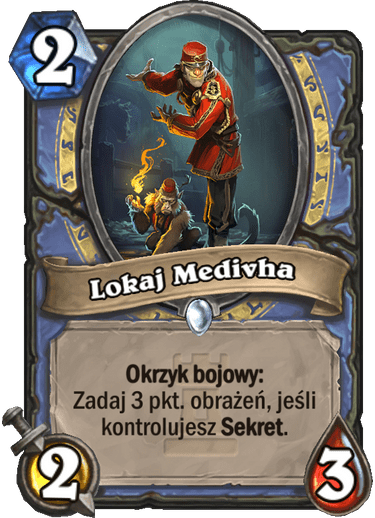 2
Lokaj Medivha
Okrzyk bojowy:
Zadaj 3 pkt. obrażeń, jeśli
kontrolujesz Sekret.
2
3